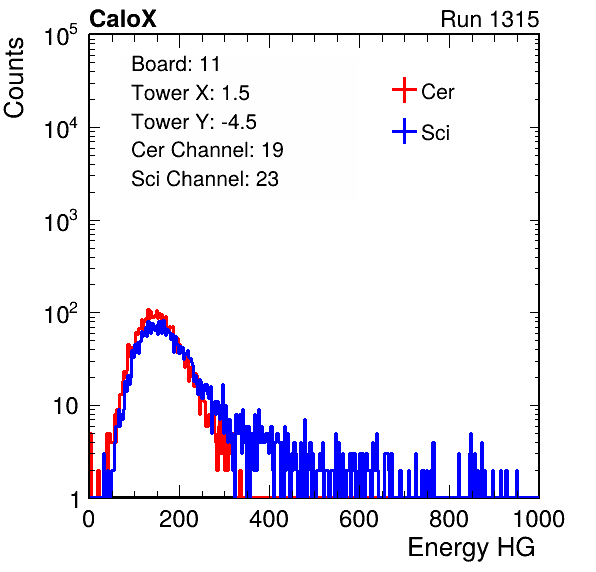 CaloX Run 1315
Counts
10^5
10^4
10^3
10^2
10
1
Board: 11
Tower X: 1.5
Tower Y: -4.5
Cer Channel: 19
Sci Channel: 23
Cer
Sci
0 200 400 600 800 1000
Energy HG